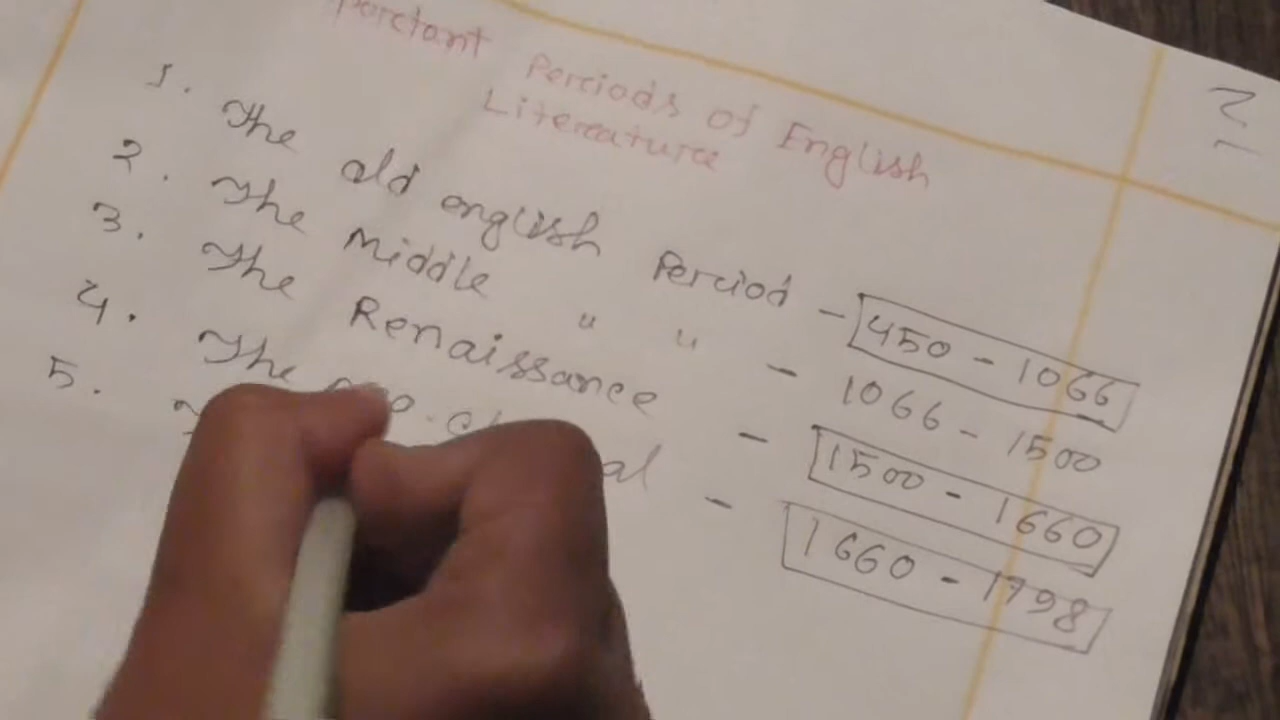 Periods of English
Literature
1. The old english Period - 450 - 1066
2. The Middle " " - 1066 - 1500
3. The Renaissance - 1500 - 1660
4. The - 1660 - 1798
5.